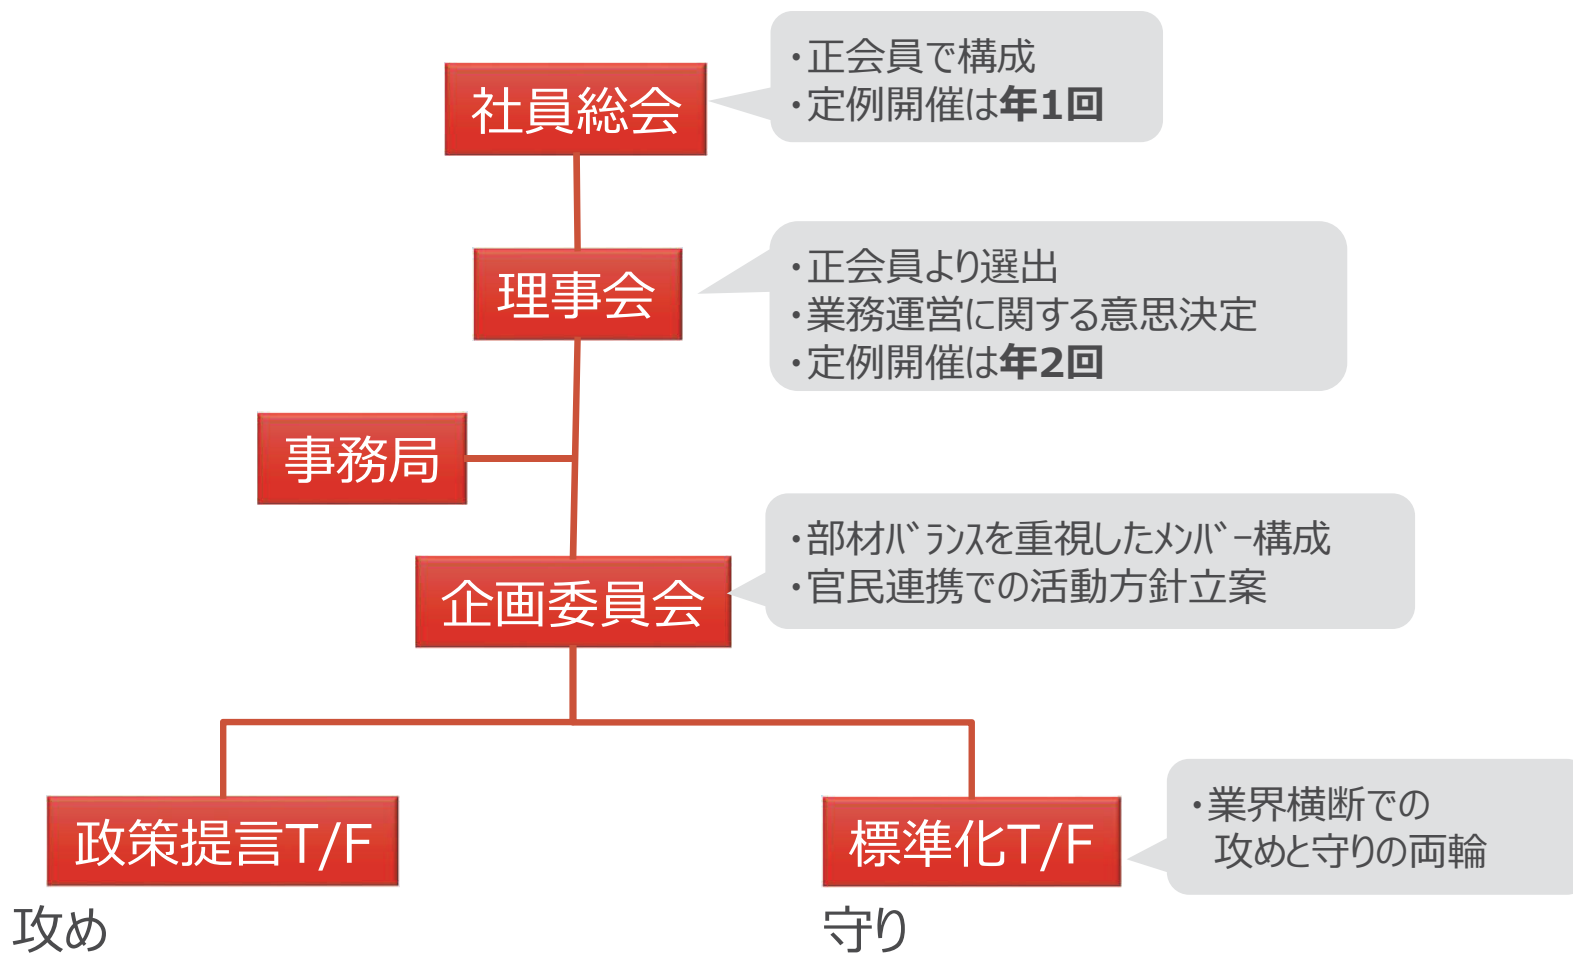 社員総会
・正会員で構成
・定例開催は年1回
理事会
・正会員より選出
・業務運営に関する意思決定
・定例開催は年2回
事務局
企画委員会
・部材ﾊﾞﾗﾝｽを重視したﾒﾝﾊﾞｰ構成
・官民連携での活動方針立案
政策提言T/F
標準化T/F
・業界横断での
攻めと守りの両輪
攻め
守り